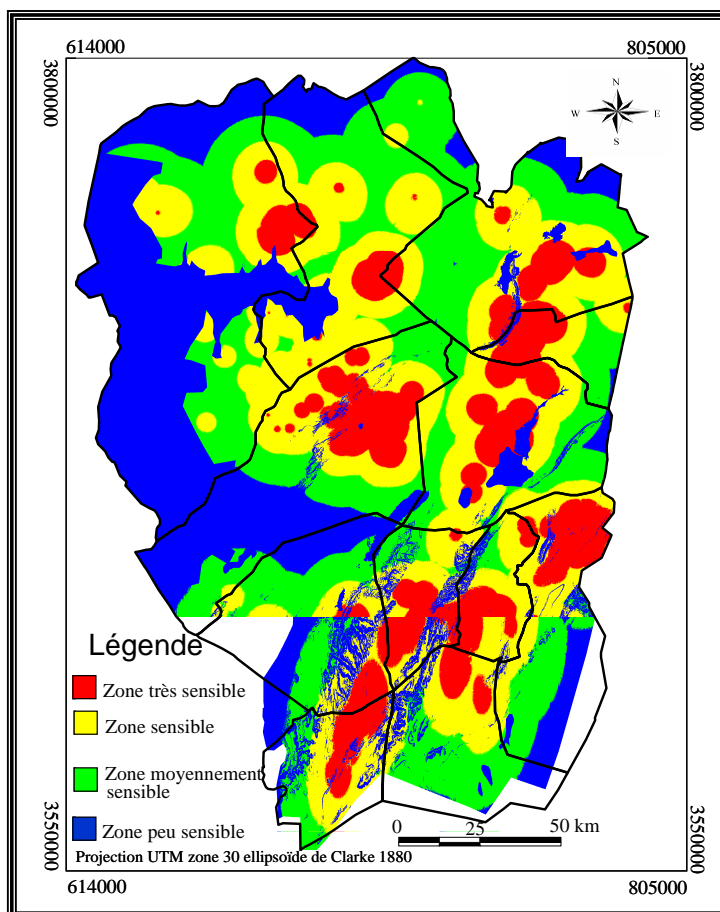 614000
805000
3800000
3800000
N
W
E
S
Légende
Zone très sensible
Zone sensible
Zone moyennement
sensible
Zone peu sensible
0
25
50 km
Projection UTM zone 30 ellipsoïde de Clarke 1880
3550000
3550000
614000
805000